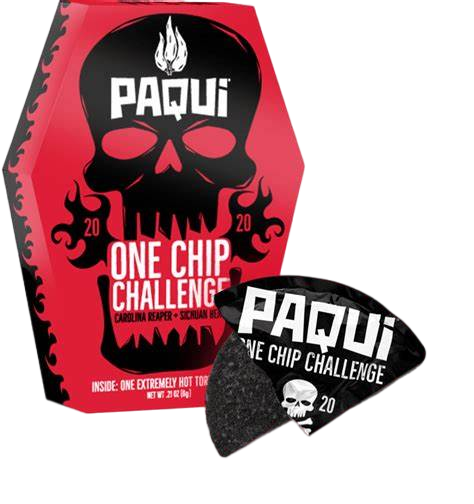 PAQUI
20
20
ONE CHIP
CHALLENGE
CAROLINA REAPER + SICHUAN
INSIDE: ONE EXTREMELY HOT
NET WT .21 OZ (6g)
PAQUI
ONE CHIP CHALLENGE
20